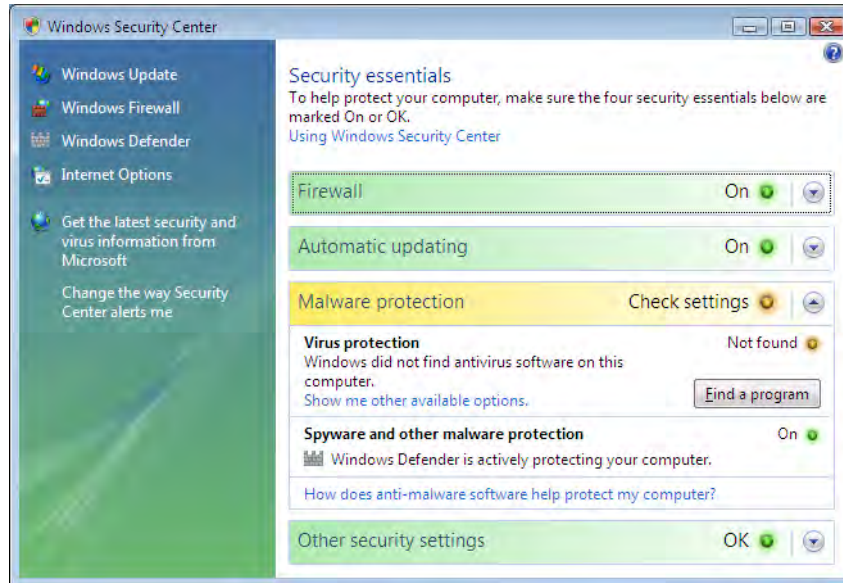 Windows Security Center
Windows Update
Windows Firewall
Windows Defender
Internet Options
Get the latest security and
virus information from
Microsoft
Change the way Security
Center alerts me
Security essentials
To help protect your computer, make sure the four security essentials below are
marked On or OK.
Using Windows Security Center
Firewall On
Automatic updating On
Malware protection Check settings
Virus protection Not found
Windows did not find antivirus software on this
computer.
Show me other available options.
Find a program
Spyware and other malware protection On
Windows Defender is actively protecting your computer.
How does anti-malware software help protect my computer?
Other security settings OK